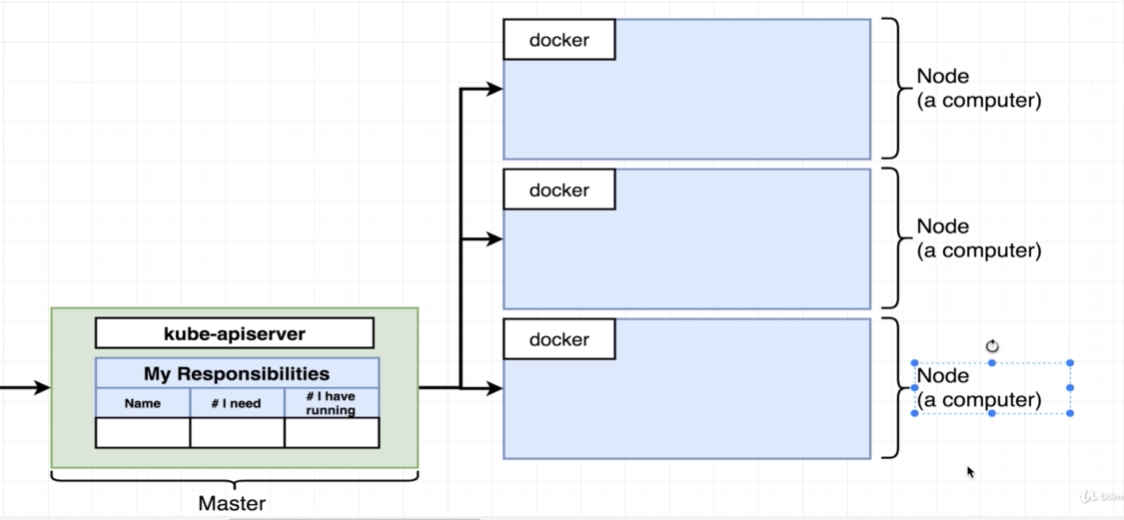 docker
Node
(a computer)
docker
Node
(a computer)
docker
Node
(a computer)
kube-apiserver
My Responsibilities
Name
# I need
# I have
running
Master